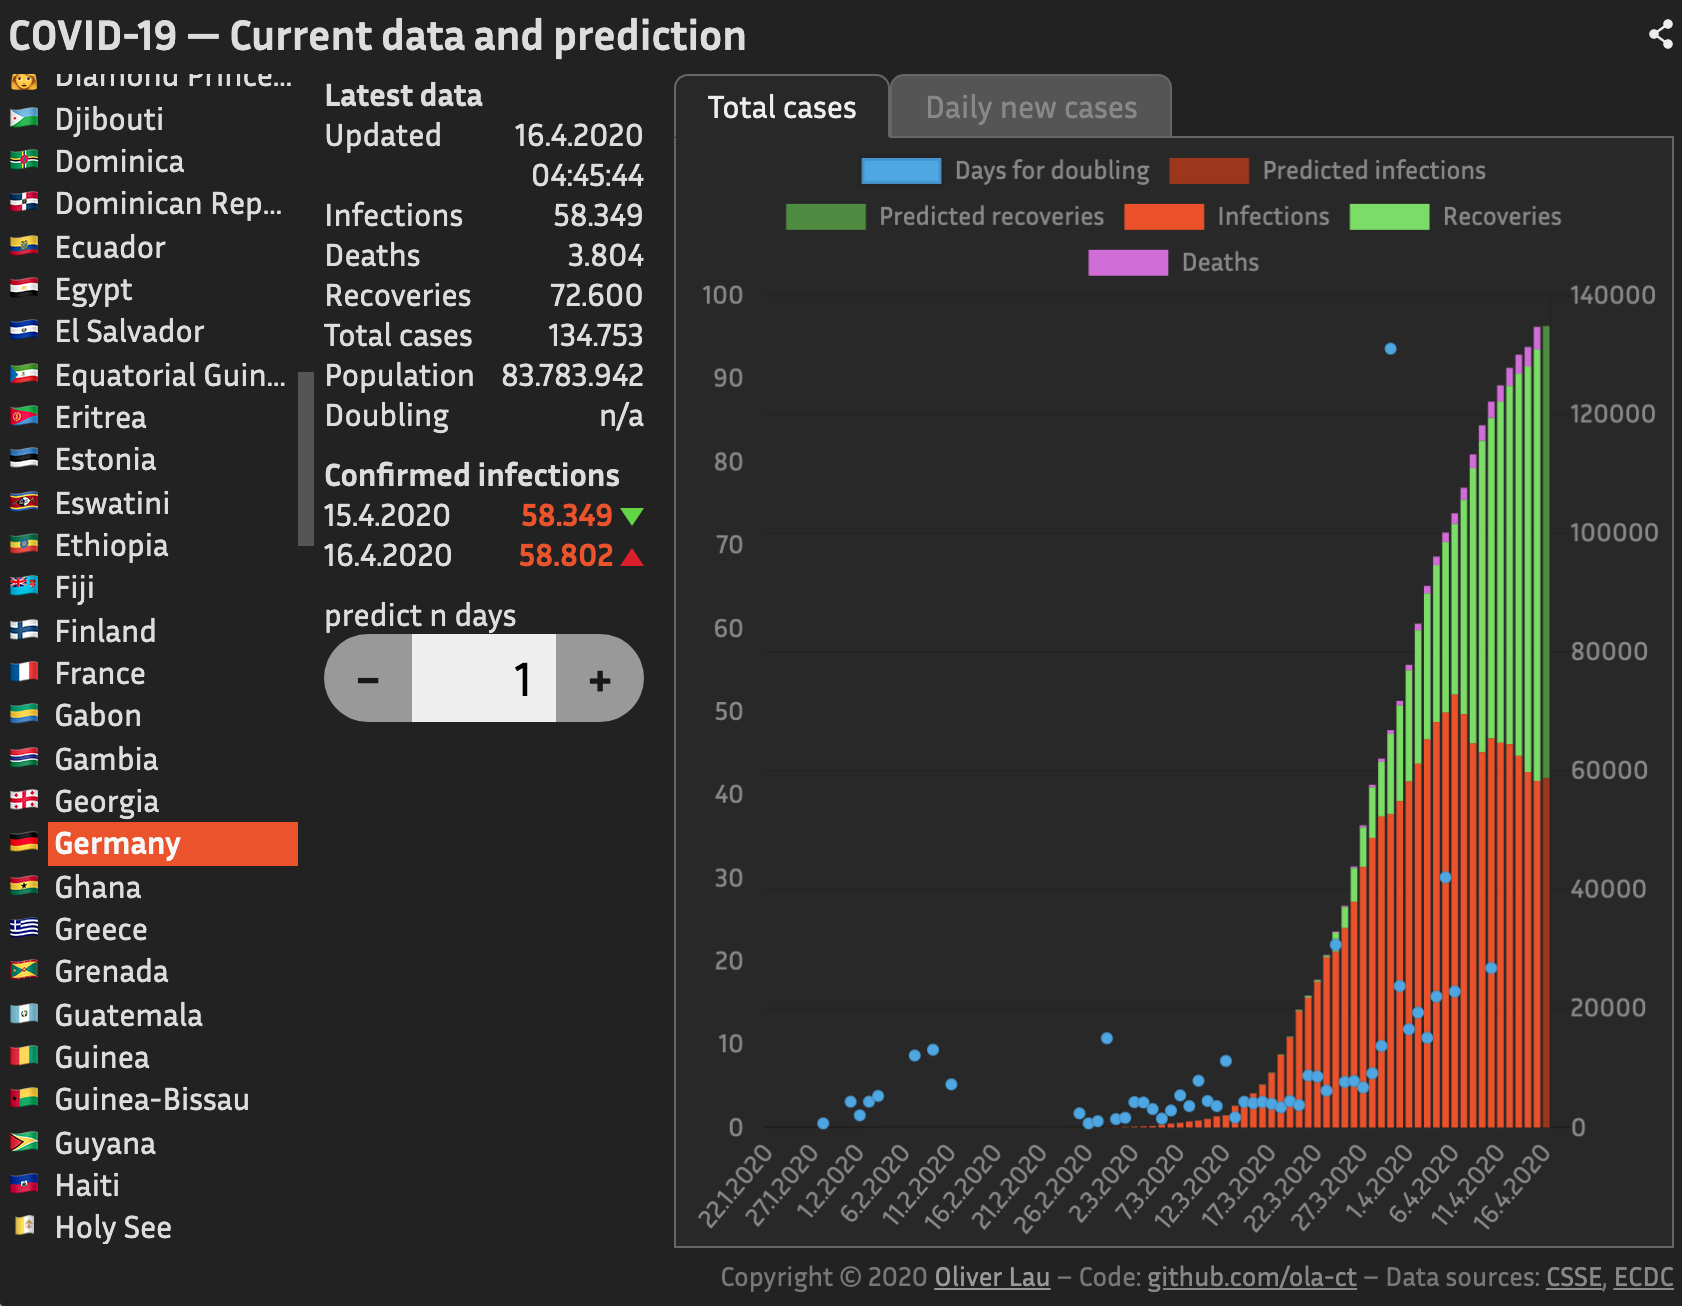 COVID-19 — Current data and prediction
Diamond Prince...
Djibouti
Dominica
Dominican Rep...
Ecuador
Egypt
El Salvador
Equatorial Guin...
Eritrea
Estonia
Eswatini
Ethiopia
Fiji
Finland
France
Gabon
Gambia
Georgia
Germany
Ghana
Greece
Grenada
Guatemala
Guinea
Guinea-Bissau
Guyana
Haiti
Holy See
Latest data
Updated 16.4.2020
04:45:44
Infections 58.349
Deaths 3.804
Recoveries 72.600
Total cases 134.753
Population 83.783.942
Doubling n/a
Confirmed infections
15.4.2020 58.349
16.4.2020 58.802
predict n days
− 1 +
Total cases Daily new cases
Days for doubling Predicted infections
Predicted recoveries Infections Recoveries
Deaths
100 140000
90
120000
80
70 100000
60
80000
50
60000
40
30 40000
20
20000
10
0 0
22.1.2020 27.1.2020 1.2.2020 6.2.2020 11.2.2020 16.2.2020 21.2.2020 26.2.2020 2.3.2020 7.3.2020 12.3.2020 17.3.2020 22.3.2020 27.3.2020 1.4.2020 6.4.2020 11.4.2020 16.4.2020
Copyright © 2020 Oliver Lau – Code: github.com/ola-ct – Data sources: CSSE, ECDC